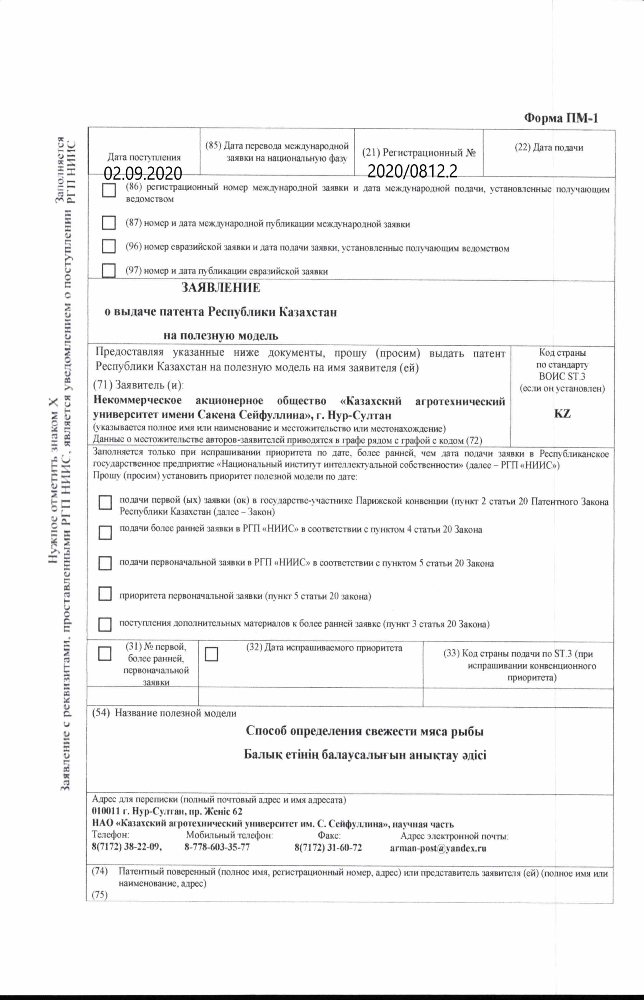 Форма ПМ-1
Заполняется
РГП НИИС
Дата поступления
02.09.2020
(85) Дата перевода международной
заявки на национальную фазу
(21) Регистрационный №
2020/0812.2
(22) Дата подачи
(86) регистрационный номер международной заявки и дата международной подачи, установленные получающим
ведомством
(87) номер и дата международной публикации международной заявки
(96) номер евразийской заявки и дата подачи заявки, установленные получающим ведомством
(97) номер и дата публикации евразийской заявки
ЗАЯВЛЕНИЕ
о выдаче патента Республики Казахстан
на полезную модель
Предоставляя указанные ниже документы, прошу (просим) выдать патент
Республики Казахстан на полезную модель на имя заявителя (ей)
(71) Заявитель (и):
Некоммерческое акционерное общество «Казахский агротехнический
университет имени Сакена Сейфуллина», г. Нур-Султан
(указывается полное имя или наименование и местожительство или местонахождение)
Данные о местожительстве авторов-заявителей приводятся в графе рядом с графой с кодом (72)
Код страны
по стандарту
ВОИС ST.3
(если он установлен)
KZ
Нужное отметить знаком X
Заявление с реквизитами, проставленными РГП НИИС, является уведомлением о поступлении
Заполняется только при испрашивании приоритета по дате, более ранней, чем дата подачи заявки в Республиканское
государственное предприятие «Национальный институт интеллектуальной собственности» (далее – РГП «НИИС»)
Прошу (просим) установить приоритет полезной модели по дате:
подачи первой (ых) заявки (ок) в государстве-участнике Парижской конвенции (пункт 2 статьи 20 Патентного Закона
Республики Казахстан (далее – Закон)
подачи более ранней заявки в РГП «НИИС» в соответствии с пунктом 4 статьи 20 Закона
подачи первоначальной заявки в РГП «НИИС» в соответствии с пунктом 5 статьи 20 Закона
приоритета первоначальной заявки (пункт 5 статьи 20 закона)
поступления дополнительных материалов к более ранней заявке (пункт 3 статья 20 Закона)
(31) № первой,
более ранней,
первоначальной
заявки
(32) Дата испрашиваемого приоритета
(33) Код страны подачи по ST.3 (при
испрашивании конвенционного
приоритета)
(54) Название полезной модели
Способ определения свежести мяса рыбы
Балық етінің балаусалығын анықтау әдісі
Адрес для переписки (полный почтовый адрес и имя адресата)
010011 г. Нур-Султан, пр. Женіс 62
НАО «Казахский агротехнический университет им. С. Сейфуллина», научная часть
Телефон: Мобильный телефон: Факс: Адрес электронной почты:
8(7172) 38-22-09, 8-778-603-35-77 8(7172) 31-60-72 arman-post@yandex.ru
(74) Патентный поверенный (полное имя, регистрационный номер, адрес) или представитель заявителя (ей) (полное имя или
наименование, адрес)
(75)